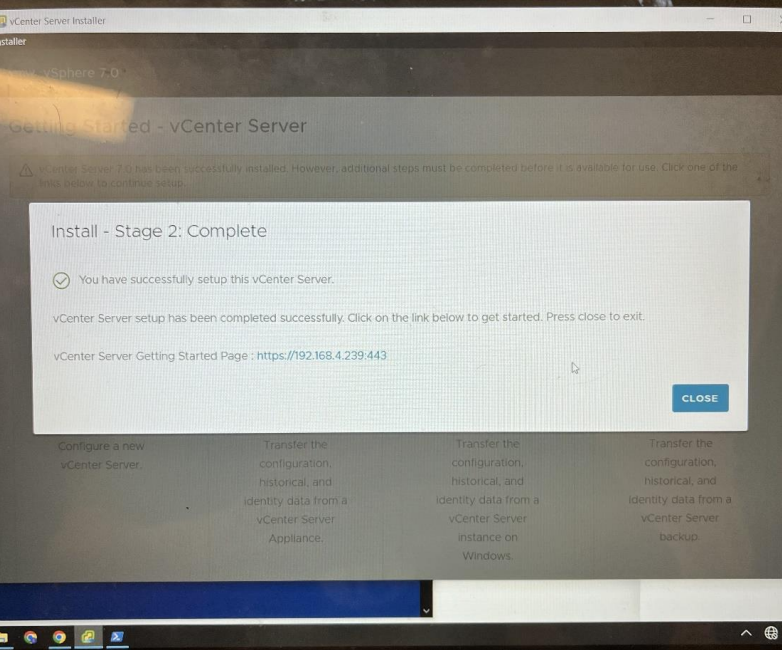 vCenter Server Installer
staller
vSphere 7.0
Getting Started - vCenter Server
vCenter Server 7.0 has been successfully installed. However, additional steps must be completed before it is available for use. Click one of the
links below to continue setup.
Install - Stage 2: Complete
You have successfully setup this vCenter Server.
vCenter Server setup has been completed successfully. Click on the link below to get started. Press close to exit.
vCenter Server Getting Started Page : https://192.168.4.239:443
CLOSE
Configure a new
vCenter Server.
Transfer the
configuration,
historical, and
identity data from a
vCenter Server
Appliance.
Transfer the
configuration,
historical, and
identity data from a
vCenter Server
instance on
Windows.
Transfer the
configuration,
historical, and
identity data from a
vCenter Server
backup.